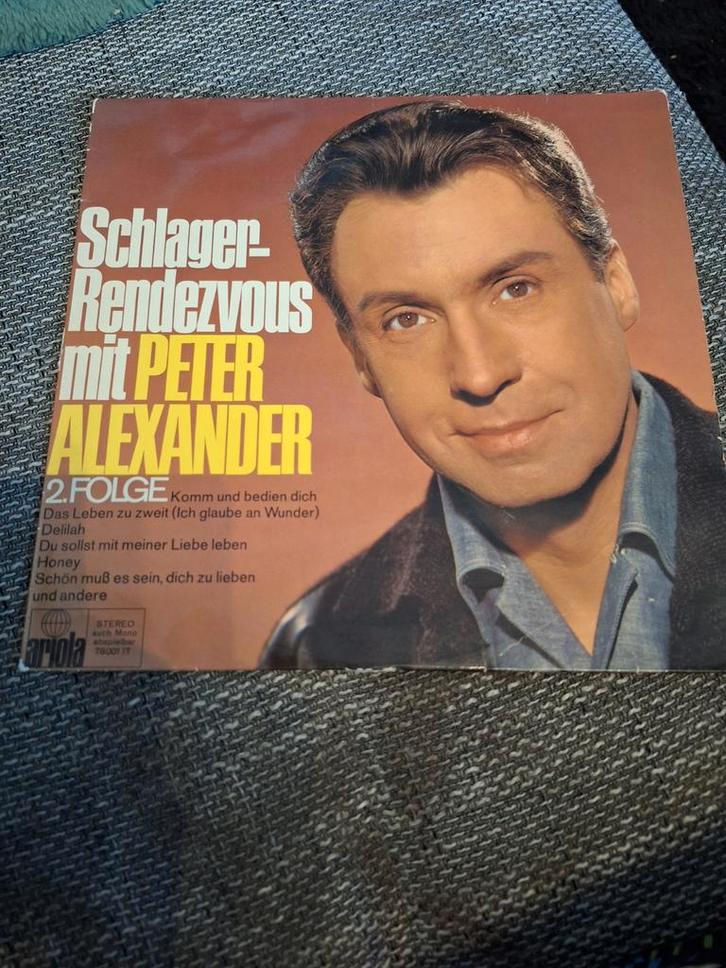 Schlager-
Rendezvous
mit PETER
ALEXANDER
2. FOLGE Komm und bedien dich
Das Leben zu zweit (Ich glaube an Wunder)
Delilah
Du sollst mit meiner Liebe leben
Honey
Schön muß es sein, dich zu lieben
und andere
ariola
STEREO
auch Mono
abspielbar
76001 IT